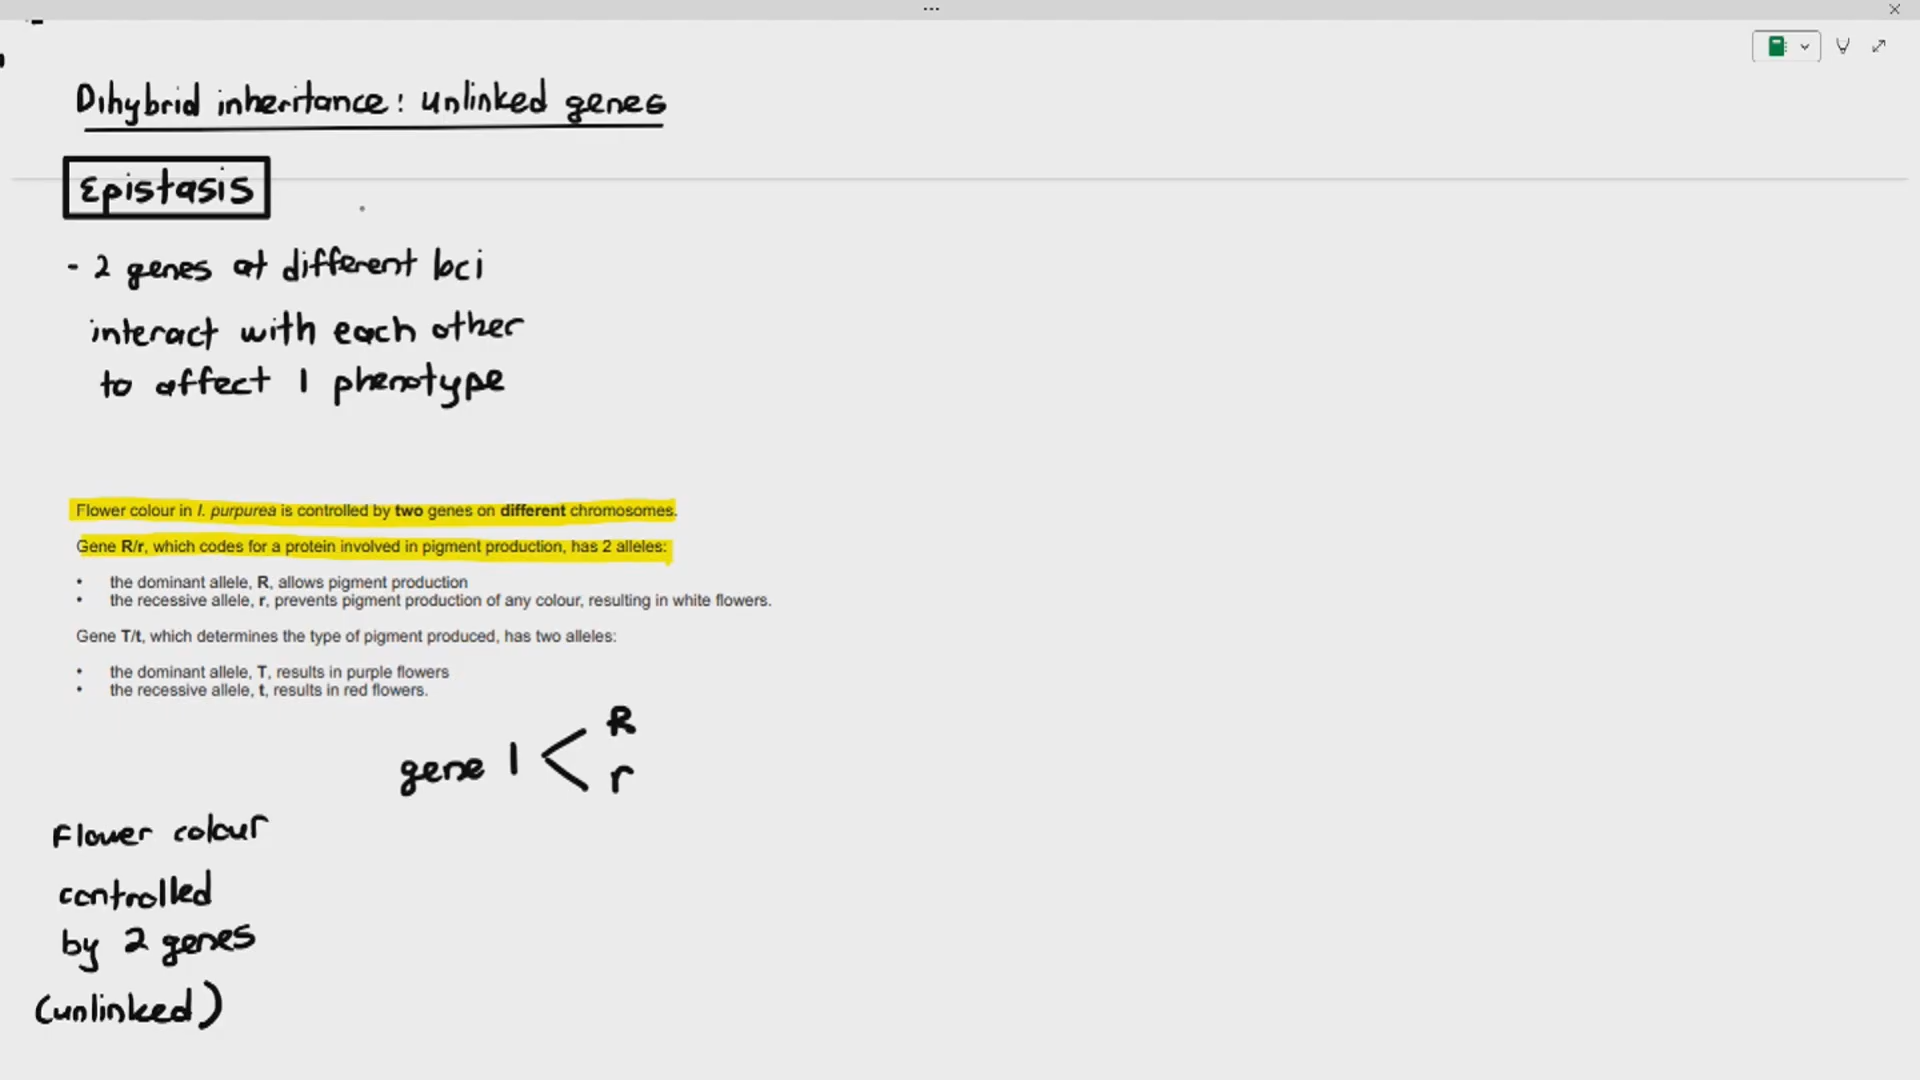 Dihybrid inheritance: unlinked genes
Epistasis
- 2 genes at different loci
interact with each other
to affect 1 phenotype
Flower colour in I. purpurea is controlled by two genes on different chromosomes.
Gene R/r, which codes for a protein involved in pigment production, has 2 alleles:
• the dominant allele, R, allows pigment production
• the recessive allele, r, prevents pigment production of any colour, resulting in white flowers.
Gene T/t, which determines the type of pigment produced, has two alleles:
• the dominant allele, T, results in purple flowers
• the recessive allele, t, results in red flowers.
gene 1 < R
r
Flower colour
controlled
by 2 genes
(unlinked)